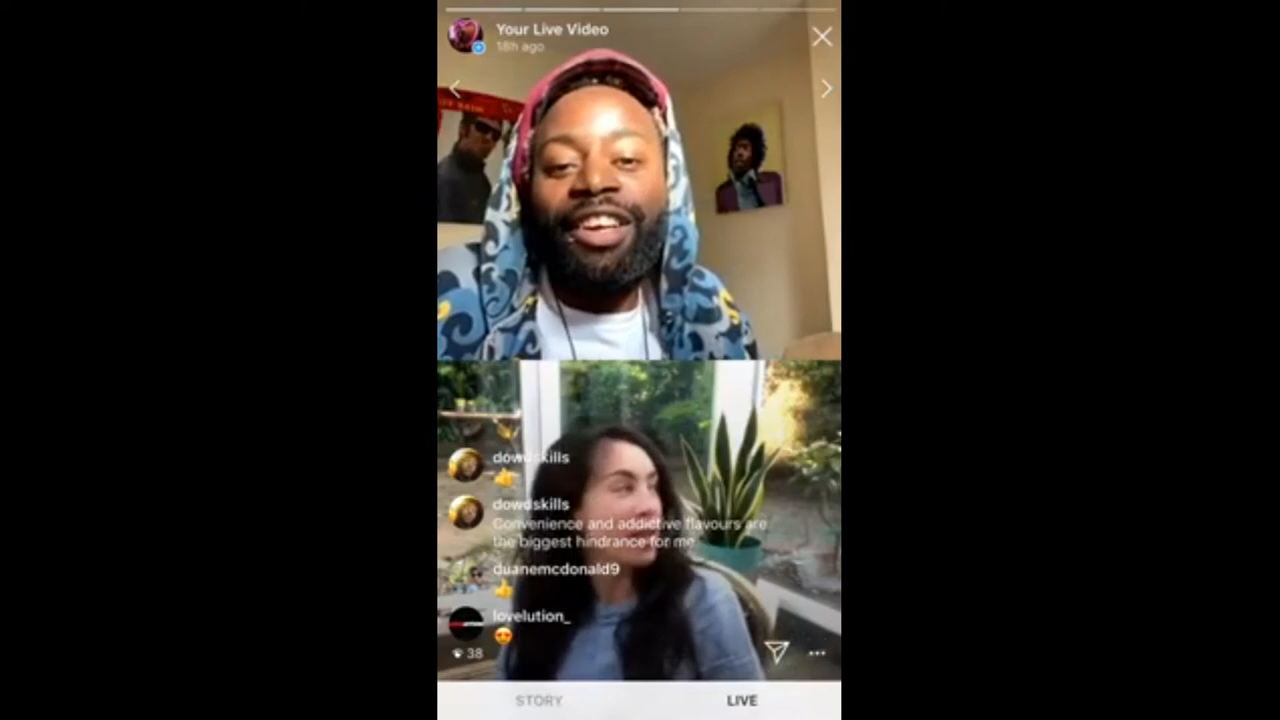 Your Live Video
18h ago
dowdskills
👍
dowdskills
Convenience and addictive flavours are
the biggest hindrance for me
duanemcdonald9
👍
lovelution_
😍
38
STORY
LIVE